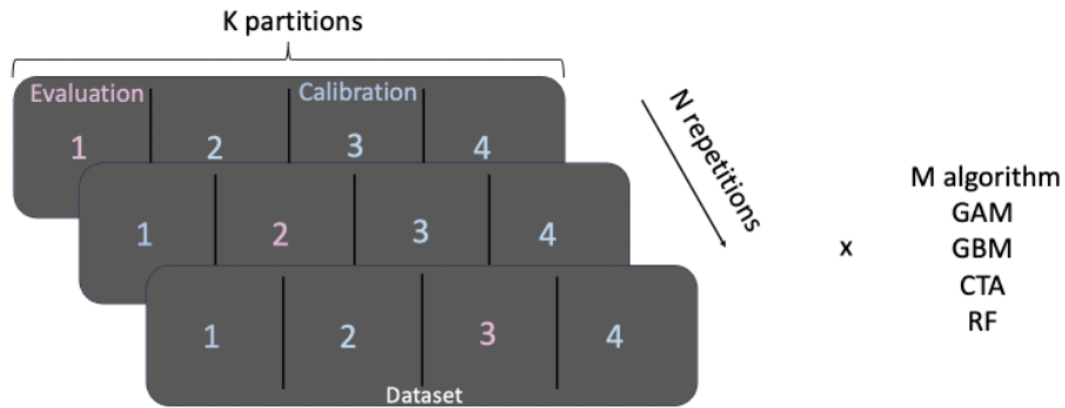 K partitions
Evaluation
Calibration
1 2 3 4
1 2 3 4
1 2 3 4
Dataset
N repetitions
x
M algorithm
GAM
GBM
CTA
RF